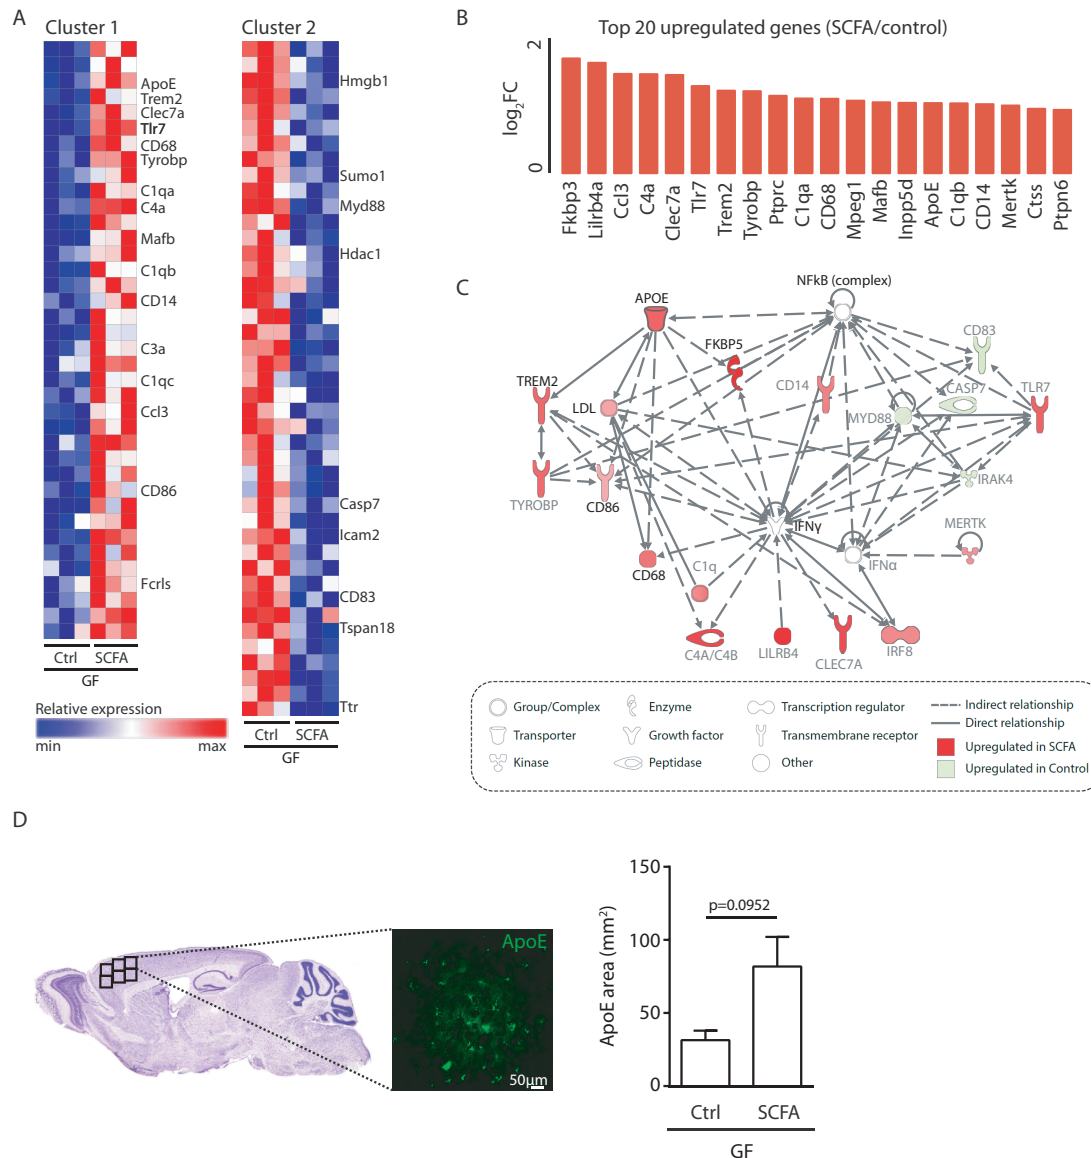 A
Cluster 1
Cluster 2
ApoE
Trem2
Clec7a
Tlr7
CD68
Tyrobp
C1qa
C4a
Mafb
C1qb
CD14
C3a
C1qc
Ccl3
CD86
Fcrls
Ctrl
SCFA
GF
Hmgb1
Sumo1
Myd88
Hdac1
Casp7
Icam2
CD83
Tspan18
Ttr
Ctrl
SCFA
GF
Relative expression
min
max
B
Top 20 upregulated genes (SCFA/control)
log2FC
2
0
Fkbp3
Lilrb4a
Ccl3
C4a
Clec7a
Tlr7
Trem2
Tyrobp
Ptprc
C1qa
CD68
Mpeg1
Mafb
Inpp5d
ApoE
C1qb
CD14
Mertk
Ctss
Ptpn6
C
NFkB (complex)
APOE
CD83
FKBP5
TREM2
CD14
CASP7
TLR7
LDL
MYD88
TYROBP
CD86
IRAK4
IFNγ
MERTK
CD68
C1q
IFNα
C4A/C4B
LILRB4
CLEC7A
IRF8
Group/Complex
Enzyme
Transcription regulator
Indirect relationship
Direct relationship
Transporter
Growth factor
Transmembrane receptor
Upregulated in SCFA
Kinase
Peptidase
Other
Upregulated in Control
D
ApoE
50μm
ApoE area (mm²)
150
100
50
0
p=0.0952
Ctrl
SCFA
GF